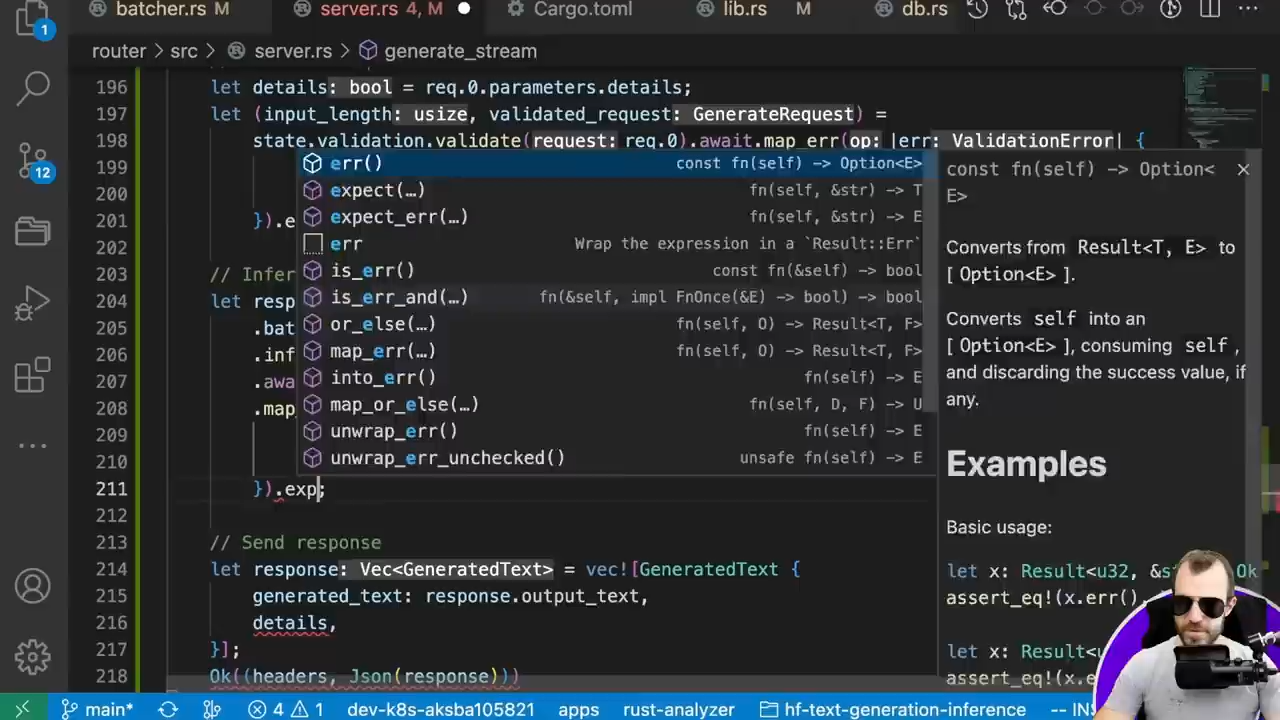 batcher.rs M server.rs 4, M Cargo.toml lib.rs M db.rs
router > src > server.rs > generate_stream
196 let details: bool = req.0.parameters.details;
197 let (input_length: usize, validated_request: GenerateRequest) =
198 state.validation.validate(request: req.0).await.map_err(op: |err: ValidationError| {
199
200
201 }).e
202
203 // Infer
204 let resp
205 .bat
206 .inf
207 .awa
208 .map
209
210
211 }).exp;
212
213 // Send response
214 let response: Vec<GeneratedText> = vec![GeneratedText {
215 generated_text: response.output_text,
216 details,
217 }];
218 Ok((headers, Json(response)))
err() const fn(self) -> Option<E>
expect(…) fn(self, &str) -> T
expect_err(…) fn(self, &str) -> E
err Wrap the expression in a `Result::Err`
is_err() const fn(&self) -> bool
is_err_and(…) fn(&self, impl FnOnce(&E) -> bool) -> bool
or_else(…) fn(self, O) -> Result<T, F>
map_err(…) fn(self, O) -> Result<T, F>
into_err() fn(self) -> E
map_or_else(…) fn(self, D, F) -> U
unwrap_err() fn(self) -> E
unwrap_err_unchecked() unsafe fn(self) -> E
const fn(self) -> Option<
E>
Converts from Result<T, E> to
[Option<E>].
Converts self into an
[Option<E>], consuming self,
and discarding the success value, if
any.
Examples
Basic usage:
let x: Result<u32, &st Ok
assert_eq!(x.err(),
let x: Result<u
assert_eq!(x.e
1
12
main* 4 1 dev-k8s-aksba105821 apps rust-analyzer hf-text-generation-inference -- INS